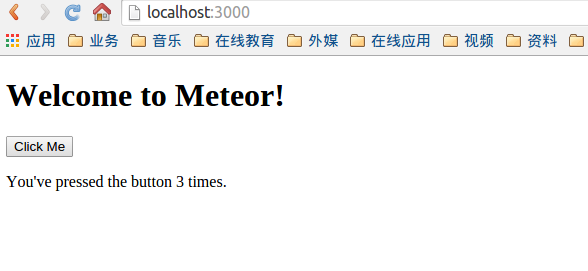 localhost:3000
应用 业务 音乐 在线教育 外媒 在线应用 视频 资料
Welcome to Meteor!
Click Me
You've pressed the button 3 times.